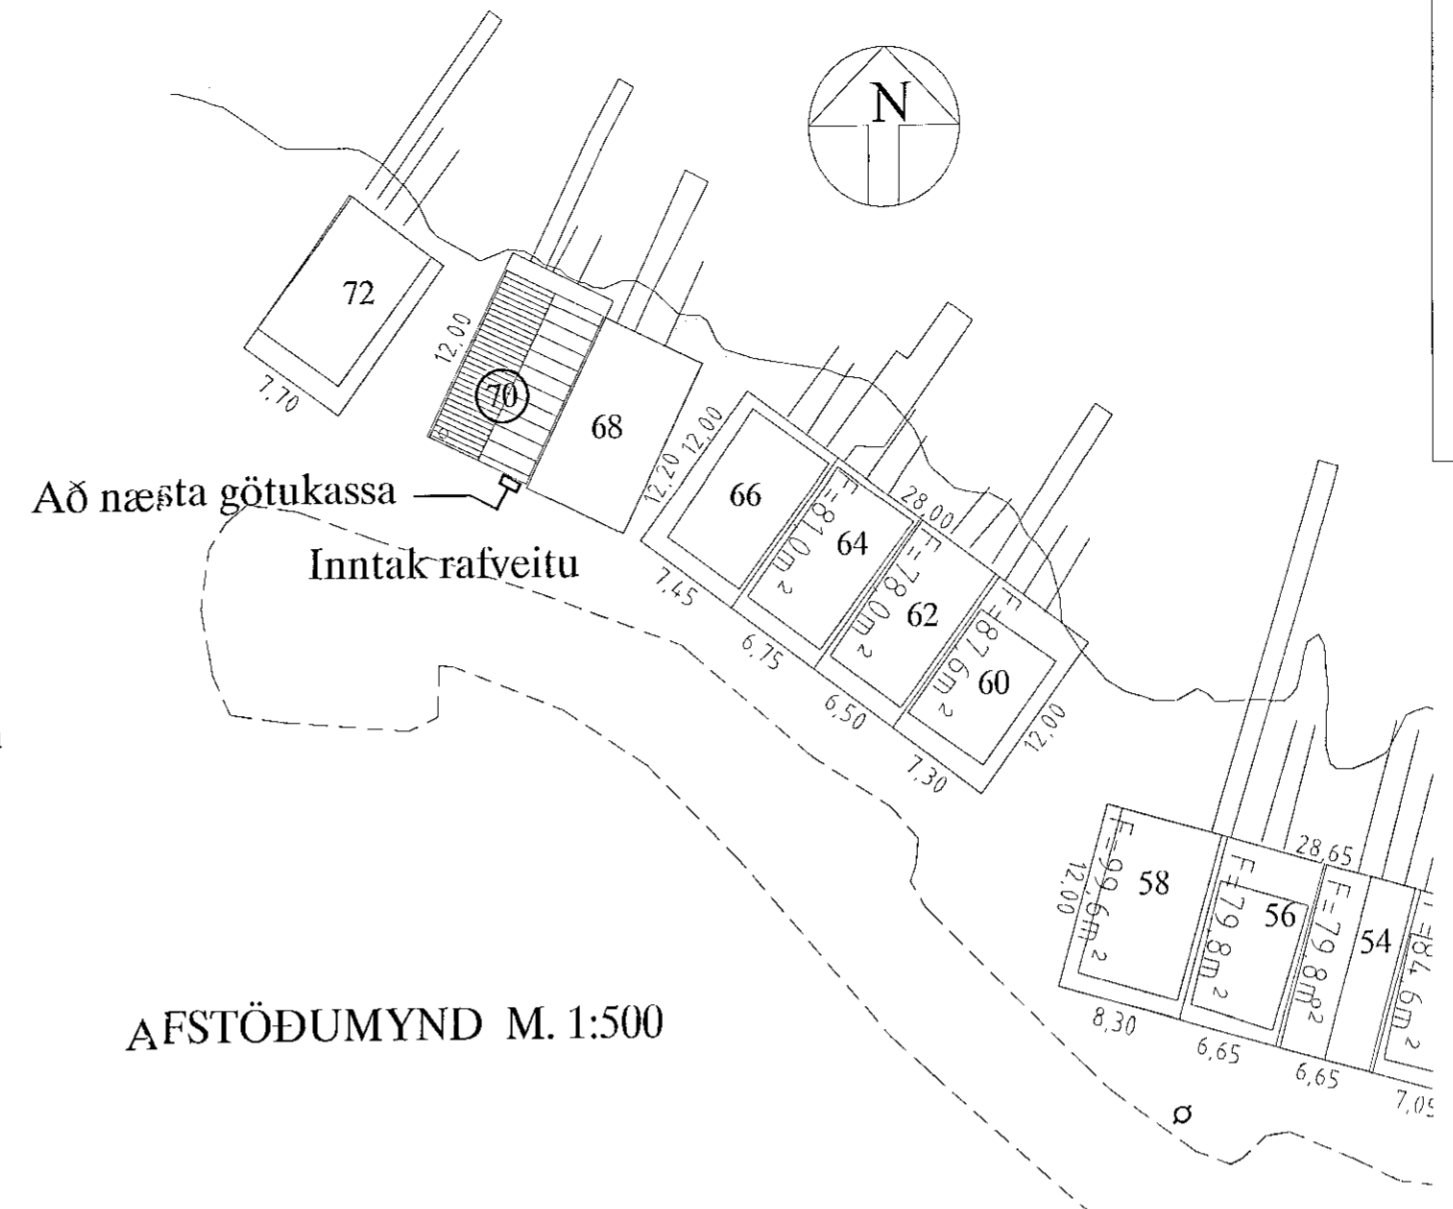 N
72
12,00
7,70
70
68
12,20
12,00
66
7,45
28,00
64
F=81,0m²
6,75
62
F=78,0m²
6,50
60
F=87,6m²
7,30
12,00
Að næsta götukassa
Inntak rafveitu
58
F=99,6m²
12,00
8,30
28,65
56
F=79,8m²
6,65
54
F=79,8m²
6,65
=84,6m²
7,05
AFSTÖÐUMYND M. 1:500